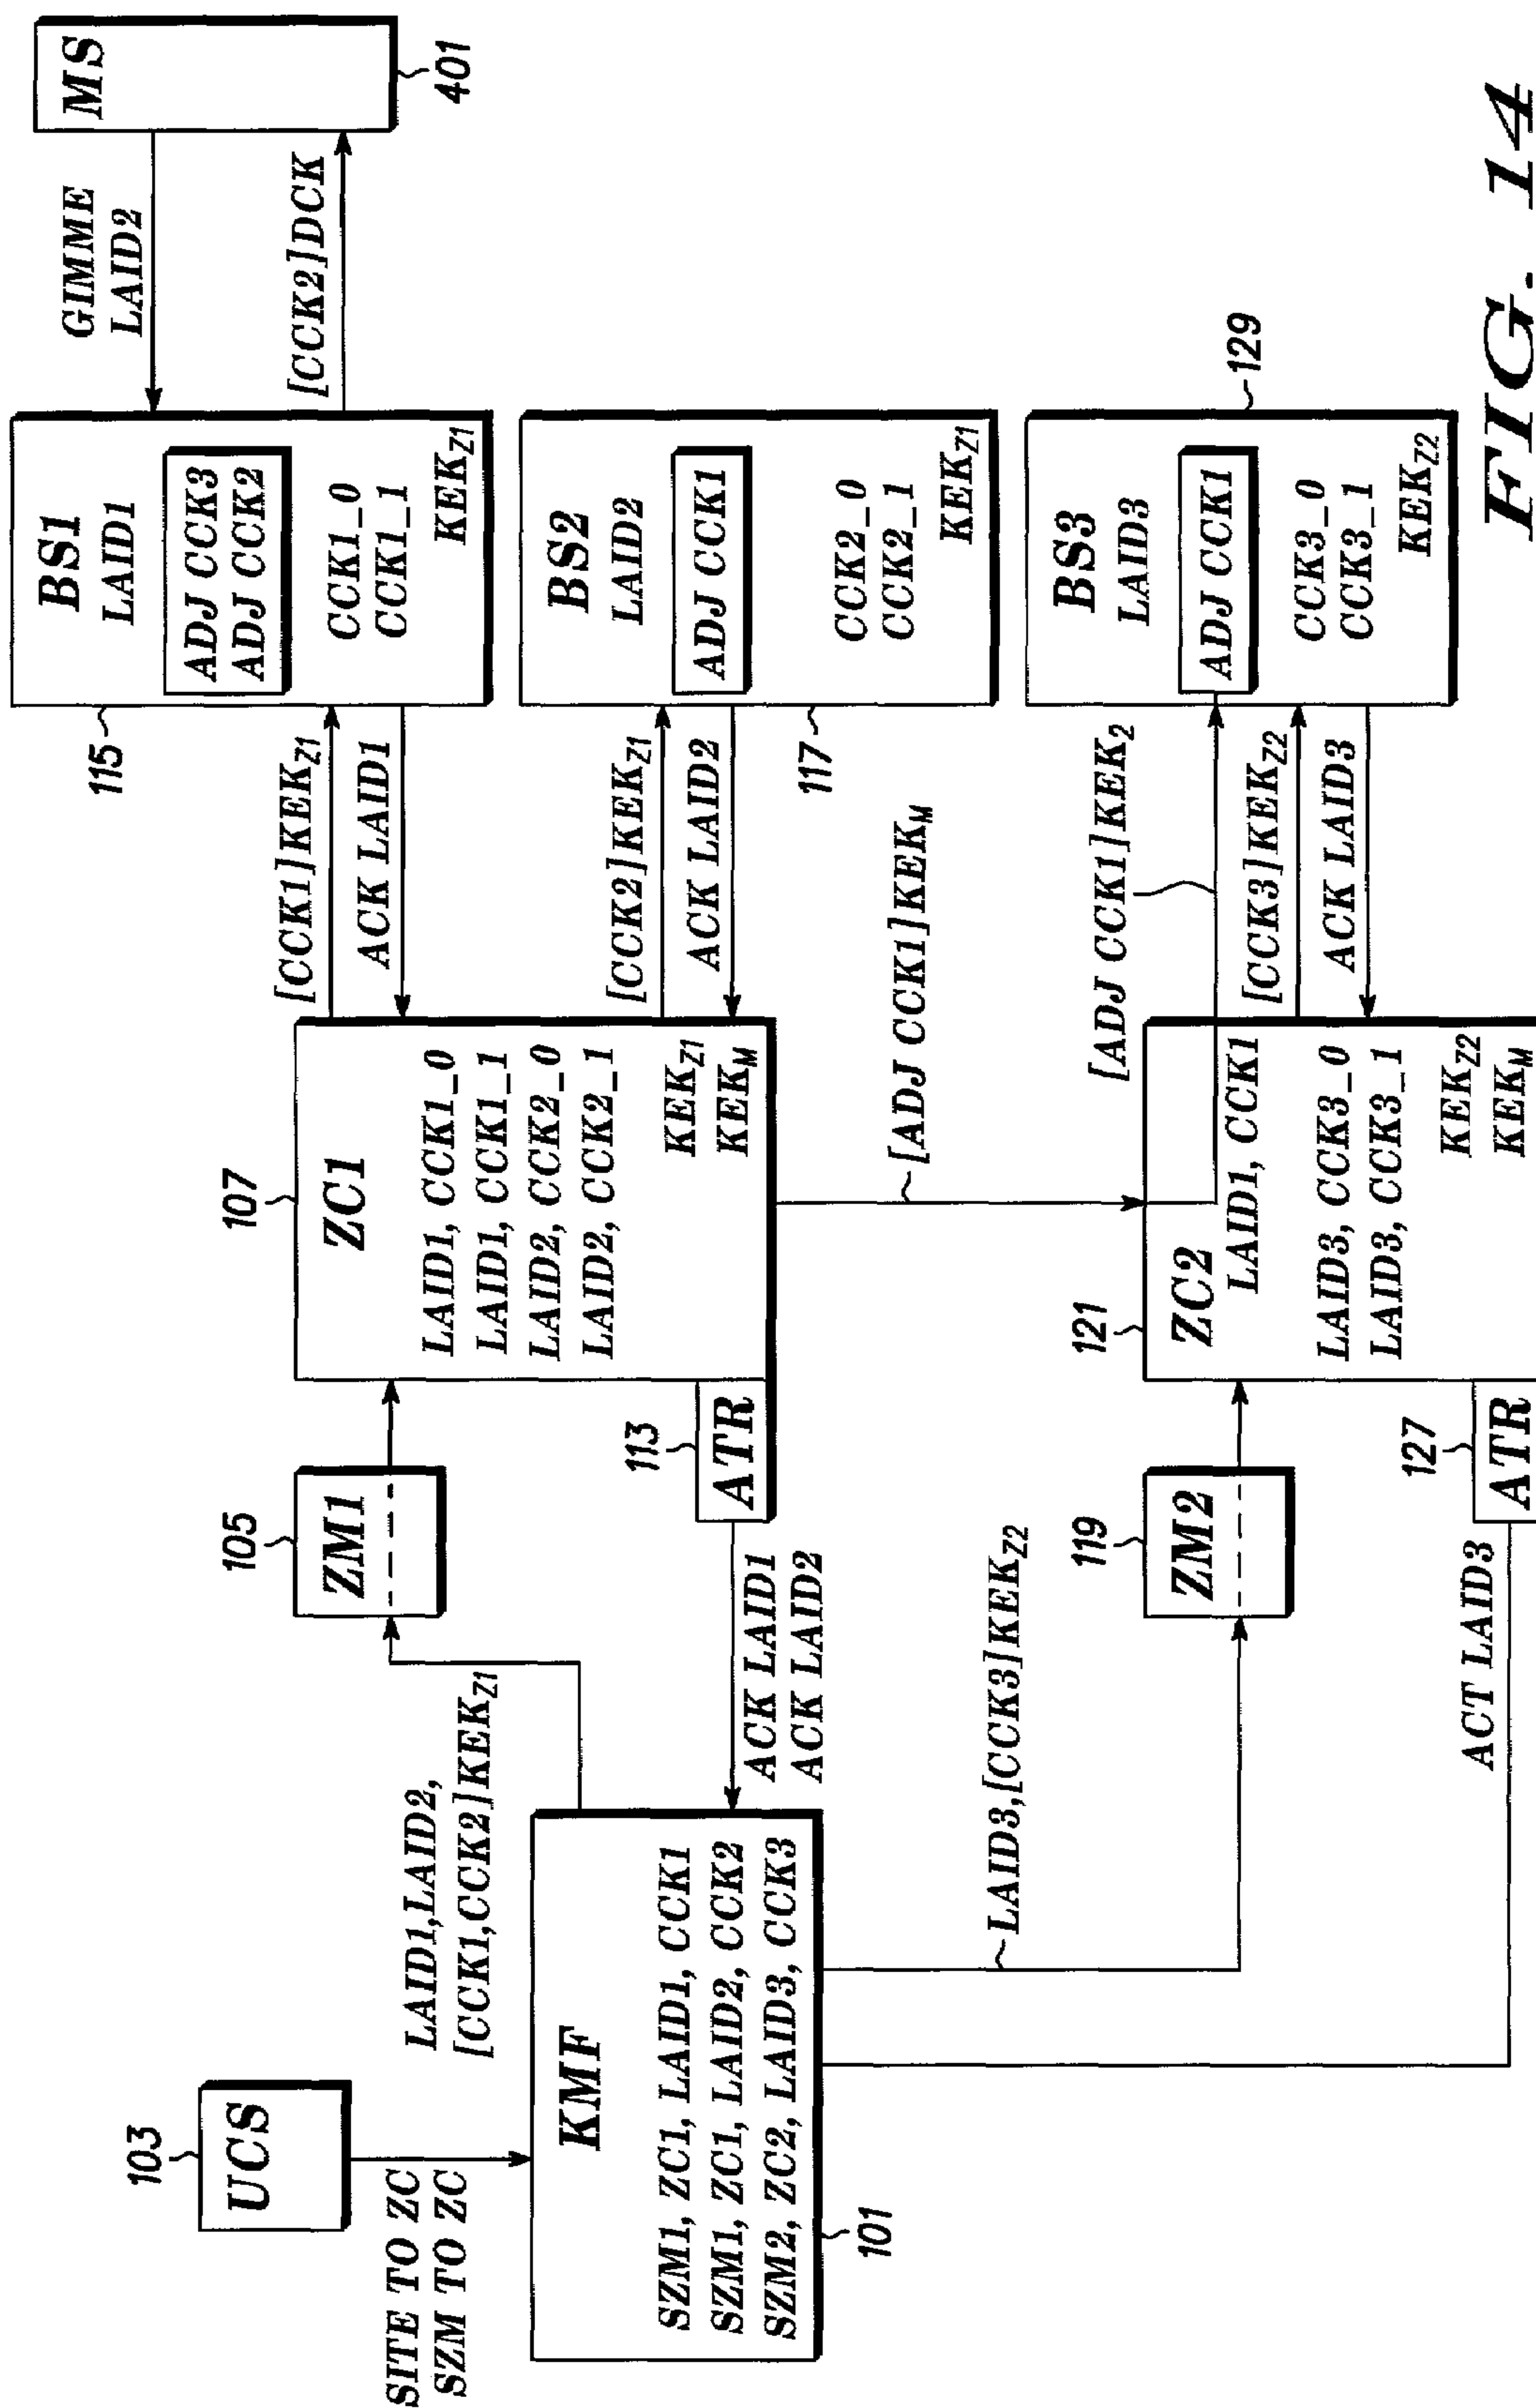 103
UCS
SITE TO ZC
SZM TO ZC
KMF
SZM1, ZC1, LAID1, CCK1
SZM1, ZC1, LAID2, CCK2
SZM2, ZC2, LAID3, CCK3
101
LAID1,LAID2,
[CCK1,CCK2]KEKZ1
105
ZM1
ACK LAID1
ACK LAID2
LAID3,[CCK3]KEKZ2
119
ZM2
ACT LAID3
107
ZC1
LAID1, CCK1_0
LAID1, CCK1_1
LAID2, CCK2_0
LAID2, CCK2_1
KEKZ1
KEKM
113
ATR
[ADJ CCK1]KEKM
121
ZC2
LAID1, CCK1
LAID3, CCK3_0
LAID3, CCK3_1
KEKZ2
KEKM
127
ATR
[CCK1]KEKZ1
ACK LAID1
[CCK2]KEKZ1
ACK LAID2
[ADJ CCK1]KEK2
[CCK3]KEKZ2
ACK LAID3
115
BS1
LAID1
ADJ CCK3
ADJ CCK2
CCK1_0
CCK1_1
KEKZ1
117
BS2
LAID2
ADJ CCK1
CCK2_0
CCK2_1
KEKZ1
129
BS3
LAID3
ADJ CCK1
CCK3_0
CCK3_1
KEKZ2
GIMME
LAID2
[CCK2]DCK
MS
401
FIG. 14